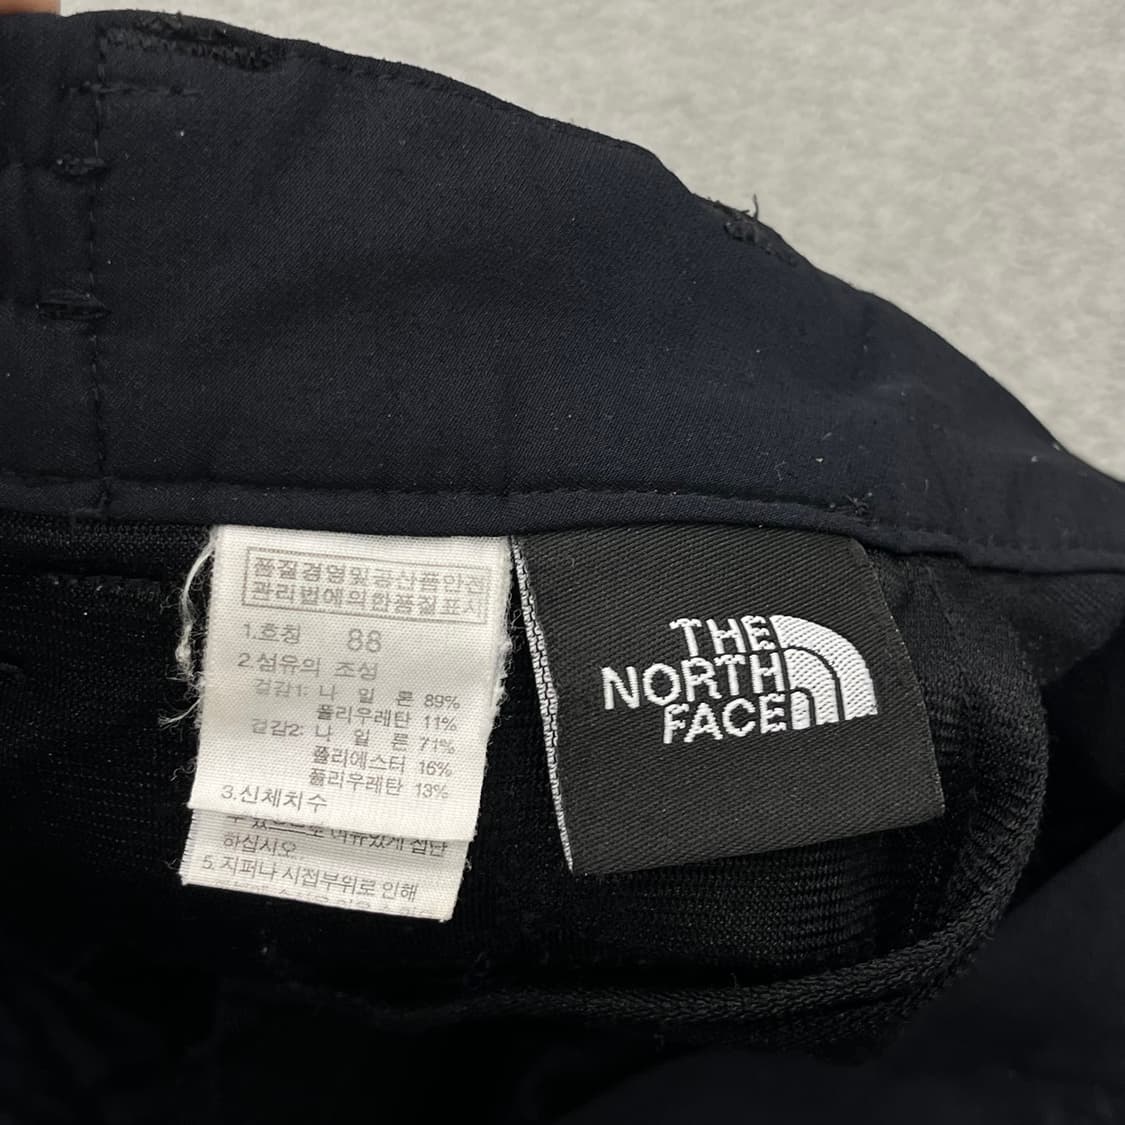 품질경영및공산품안전
관리법에의한품질표시
1.호칭 88
2.섬유의 조성
겉감1: 나 일 론 89%
폴리우레탄 11%
겉감2: 나 일 론 71%
폴리에스터 16%
폴리우레탄 13%
3.신체치수
하십시오.
5. 지퍼나 시접부위로 인해
THE
NORTH
FACE